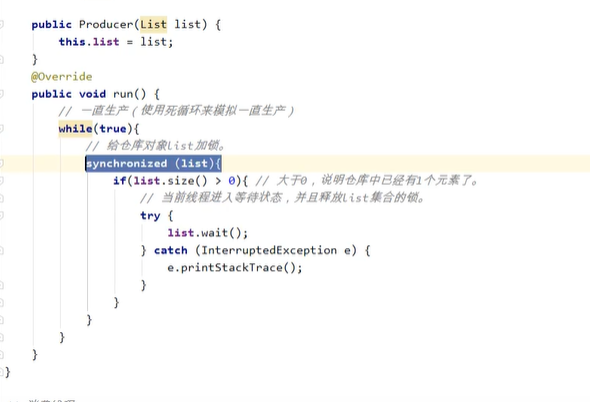 public Producer(List list) {
this.list = list;
}
@Override
public void run() {
// 一直生产（使用死循环来模拟一直生产）
while(true){
// 给仓库对象list加锁。
synchronized (list){
if(list.size() > 0){ // 大于0，说明仓库中已经有1个元素了。
// 当前线程进入等待状态，并且释放list集合的锁。
try {
list.wait();
} catch (InterruptedException e) {
e.printStackTrace();
}
}
}
}
}
}